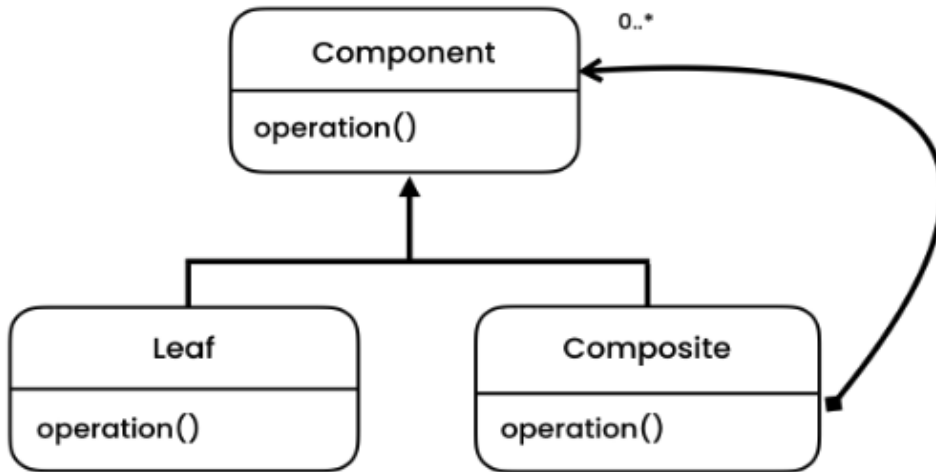 0..*
Component
operation()
Leaf
Composite
operation()
operation()